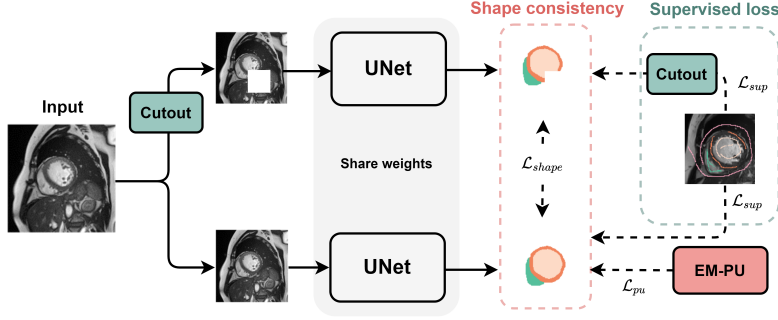 Shape consistency
Supervised loss
UNet
Cutout
ℒ_sup
Input
Cutout
Share weights
ℒ_shape
ℒ_sup
UNet
EM-PU
ℒ_pu